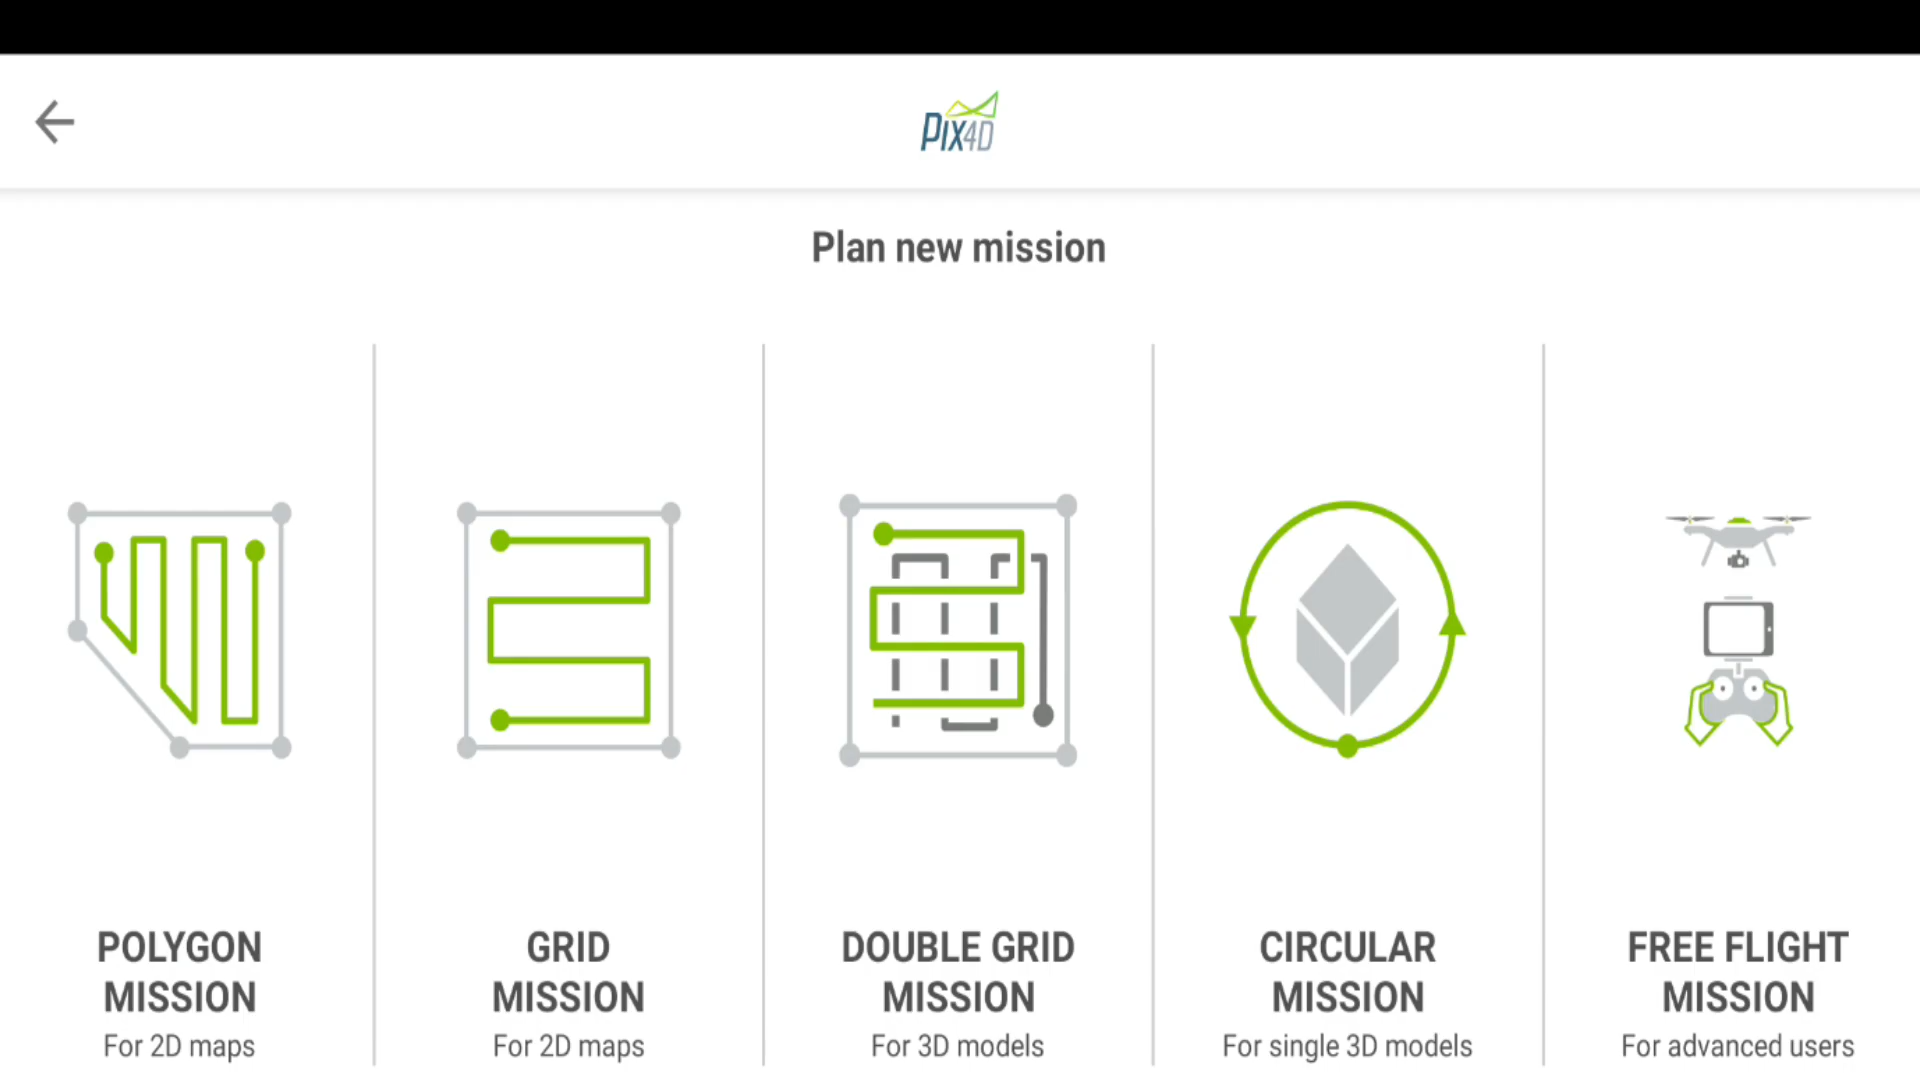 PIX4D
Plan new mission
POLYGON
MISSION
For 2D maps
GRID
MISSION
For 2D maps
DOUBLE GRID
MISSION
For 3D models
CIRCULAR
MISSION
For single 3D models
FREE FLIGHT
MISSION
For advanced users